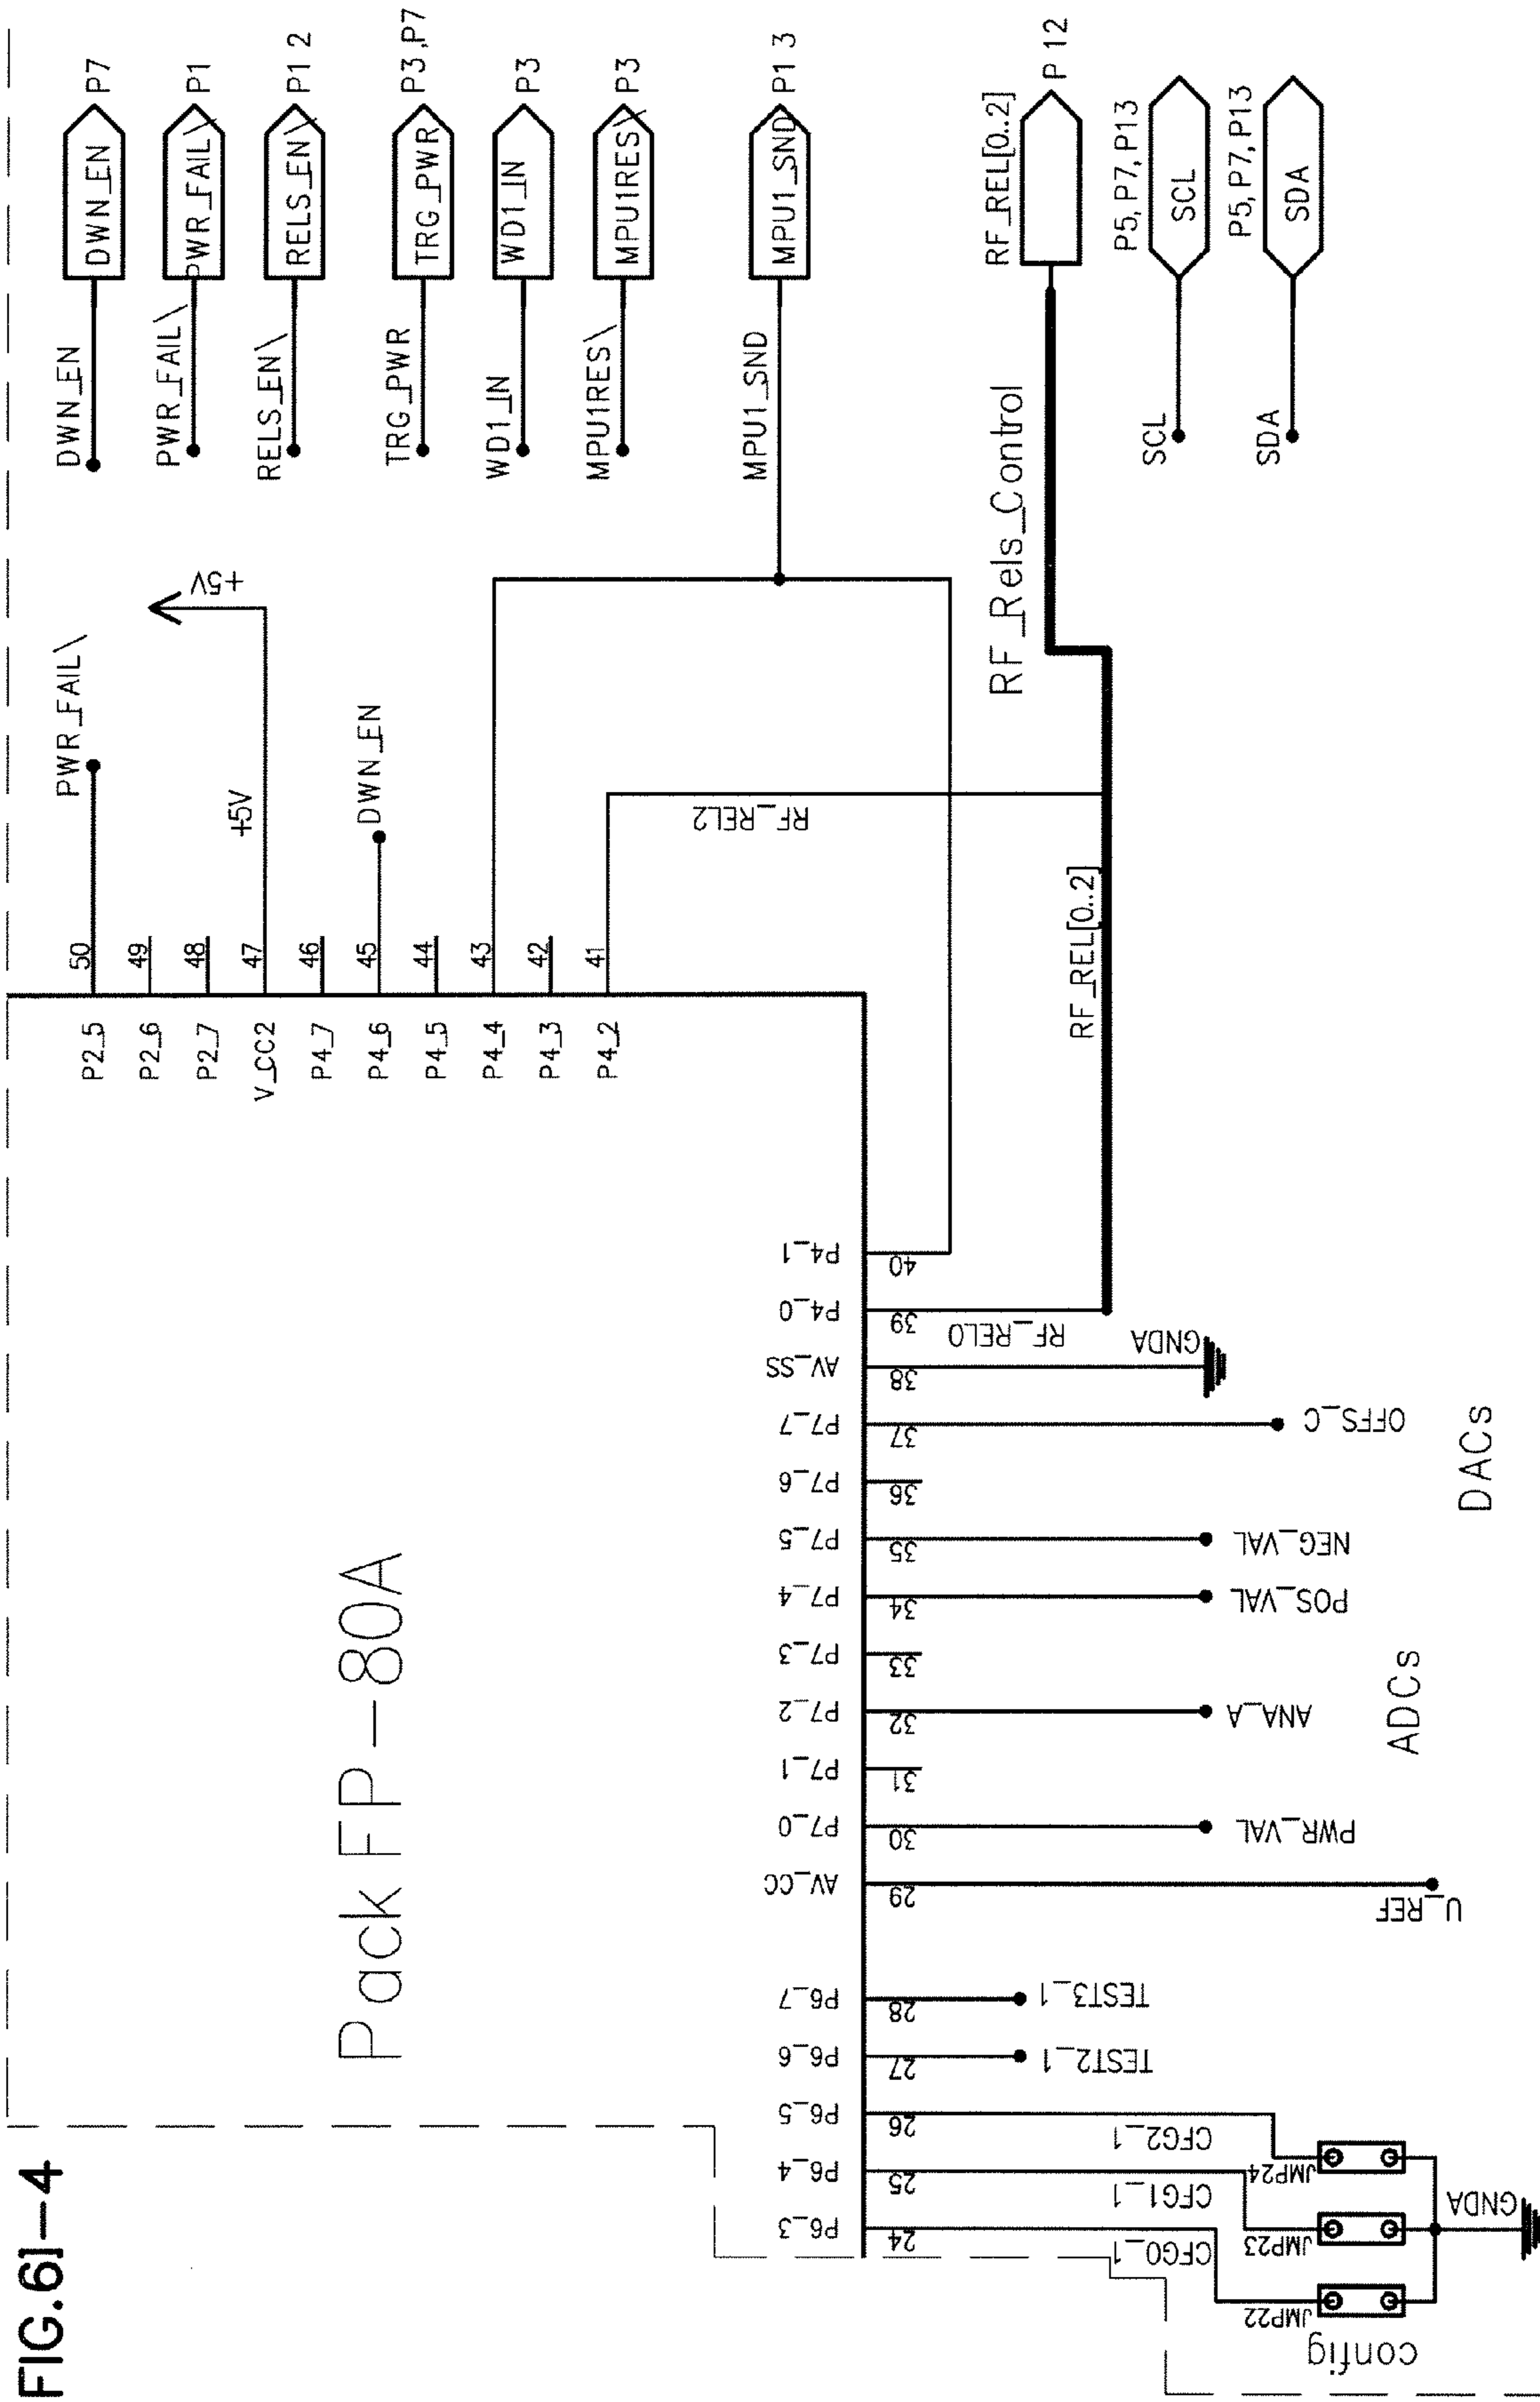 FIG.6I-4
Pack FP-80A
DWN_EN
DWN_EN
P7
PWR_FAIL\
PWR_FAIL\
P1
RELS_EN\
RELS_EN\
P1 2
TRG_PWR
TRG_PWR
P3,P7
WD1_IN
WD1_IN
P3
MPU1RES\
MPU1RES\
P3
MPU1_SND
MPU1_SND
P1 3
RF_Rels_Control
RF_REL[0..2]
P 12
SCL
SCL
P5, P7, P13
SDA
SDA
P5, P7, P13
PWR_FAIL\
+5V
+5V
DWN_EN
RF_REL2
RF_REL[0..2]
P2_5 50
P2_6 49
P2_7 48
V_CC2 47
P4_7 46
P4_6 45
P4_5 44
P4_4 43
P4_3 42
P4_2 41
P4_1 40
P4_0 39 RF_REL0
AV_SS 38 GNDA
P7_7 37 OFFS_C
P7_6 36
P7_5 35 NEG_VAL
P7_4 34 POS_VAL
P7_3 33
P7_2 32 ANA_A
P7_1 31
P7_0 30 PWR_VAL
AV_CC 29 U_REF
P6_7 28 TEST3_1
P6_6 27 TEST2_1
P6_5 26 CFG2_1
P6_4 25 CFG1_1
P6_3 24 CFG0_1
DACs
ADCs
JMP24
JMP23
JMP22
GNDA
config